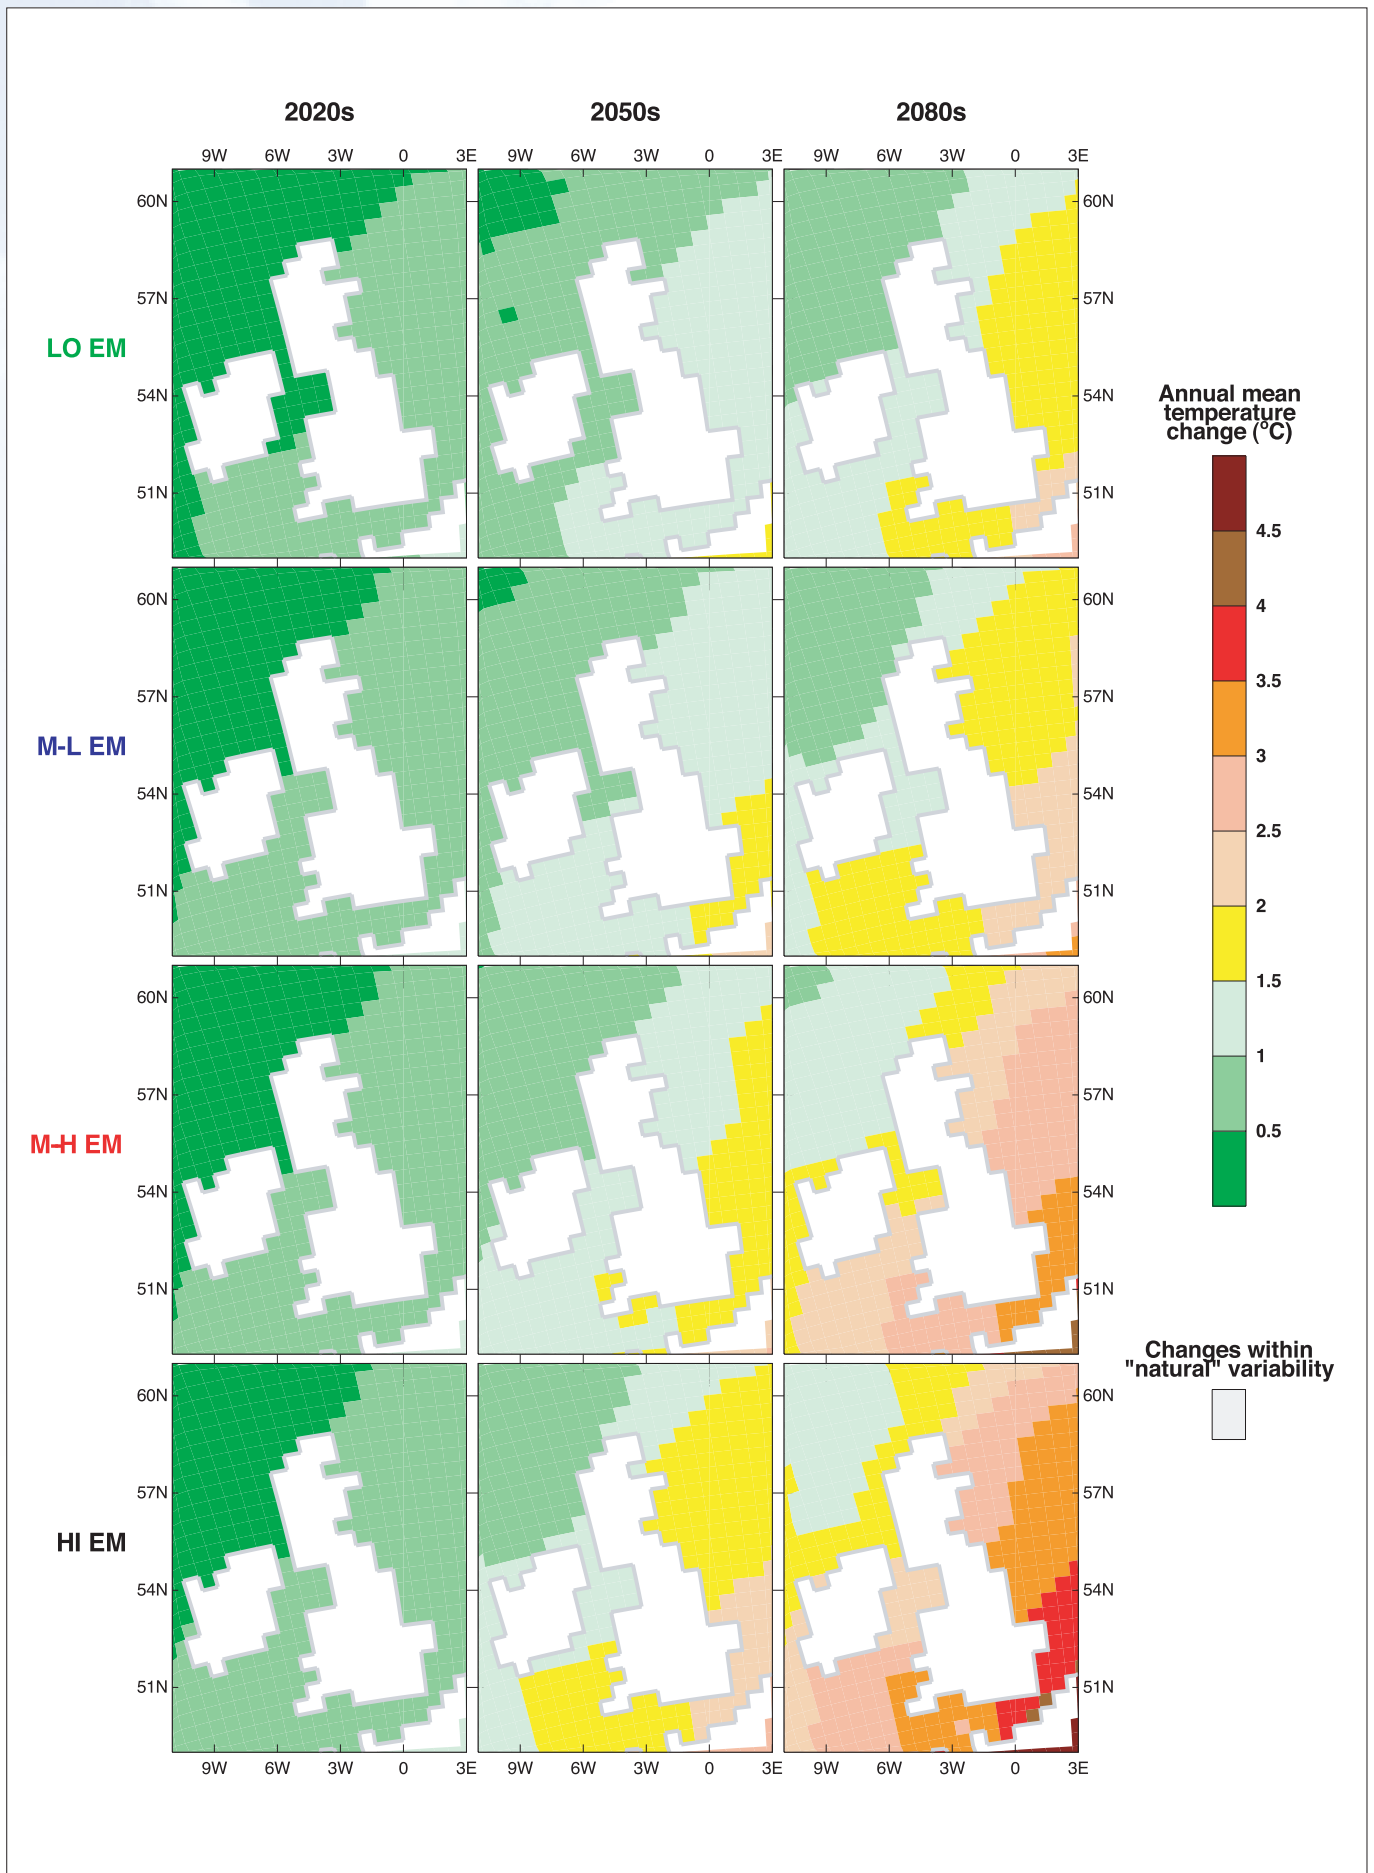 2020s 2050s 2080s
9W 6W 3W 0 3E 9W 6W 3W 0 3E 9W 6W 3W 0 3E
60N 60N
57N 57N
LO EM
54N 54N
51N 51N
60N 60N
57N 57N
M-L EM
54N 54N
51N 51N
60N 60N
57N 57N
M-H EM
54N 54N
51N 51N
60N 60N
57N 57N
HI EM
54N 54N
51N 51N
9W 6W 3W 0 3E 9W 6W 3W 0 3E 9W 6W 3W 0 3E
Annual mean
temperature
change (°C)
4.5
4
3.5
3
2.5
2
1.5
1
0.5
Changes within
"natural" variability